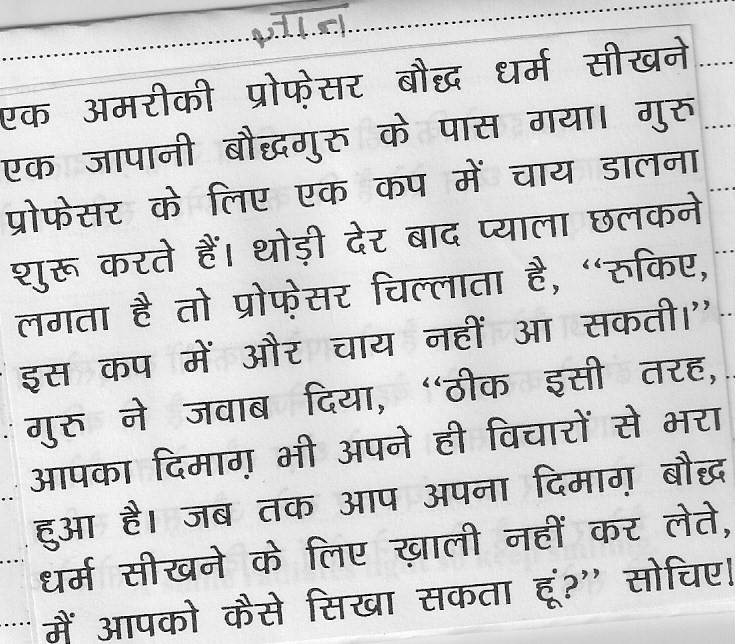 ज्ञान
एक अमरीकी प्रोफ़ेसर बौद्ध धर्म सीखने
एक जापानी बौद्धगुरु के पास गया। गुरु
प्रोफेसर के लिए एक कप में चाय डालना
शुरू करते हैं। थोड़ी देर बाद प्याला छलकने
लगता है तो प्रोफ़ेसर चिल्लाता है, “रुकिए,
इस कप में और चाय नहीं आ सकती।”
गुरु ने जवाब दिया, “ठीक इसी तरह,
आपका दिमाग़ भी अपने ही विचारों से भरा
हुआ है। जब तक आप अपना दिमाग़ बौद्ध
धर्म सीखने के लिए ख़ाली नहीं कर लेते,
मैं आपको कैसे सिखा सकता हूं?” सोचिए!